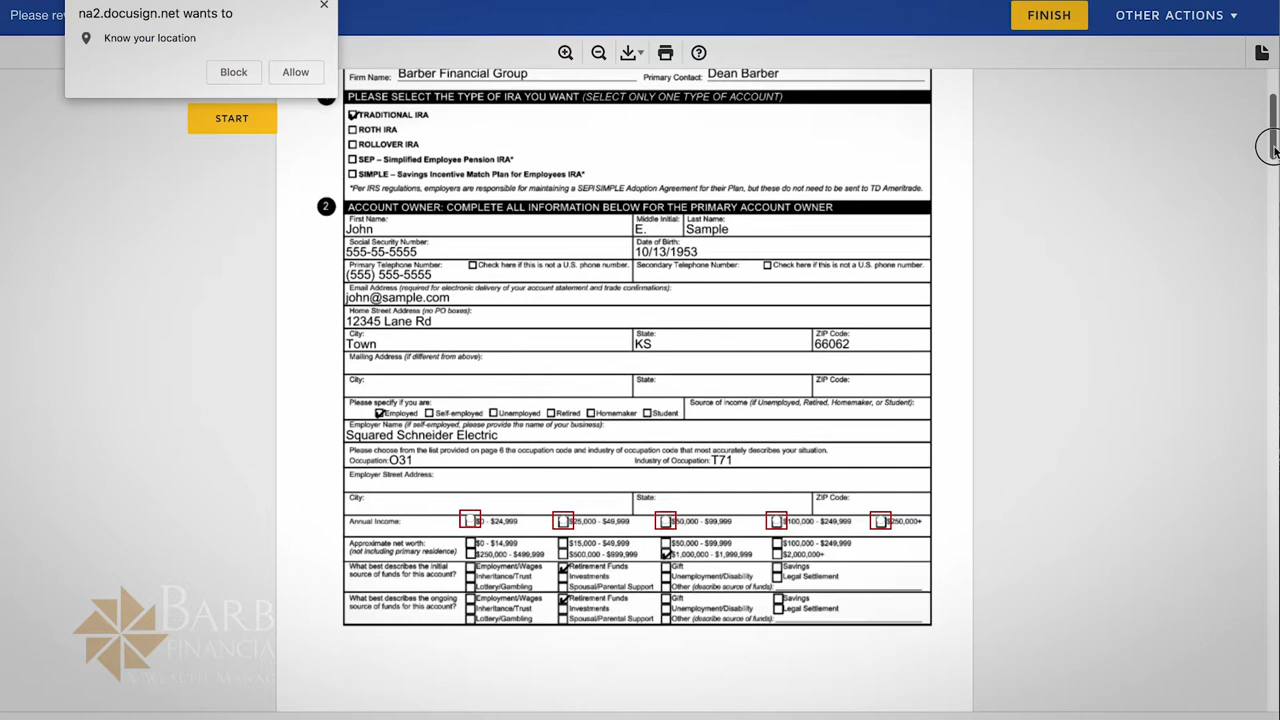 Please re
na2.docusign.net wants to
Know your location
Block Allow
FINISH OTHER ACTIONS
START
Firm Name: Barber Financial Group Primary Contact: Dean Barber
PLEASE SELECT THE TYPE OF IRA YOU WANT (SELECT ONLY ONE TYPE OF ACCOUNT)
TRADITIONAL IRA
ROTH IRA
ROLLOVER IRA
SEP – Simplified Employee Pension IRA*
SIMPLE – Savings Incentive Match Plan for Employees IRA*
*Per IRS regulations, employers are responsible for maintaining a SEP/SIMPLE Adoption Agreement for their Plan, but these do not need to be sent to TD Ameritrade.
2 ACCOUNT OWNER: COMPLETE ALL INFORMATION BELOW FOR THE PRIMARY ACCOUNT OWNER
First Name: Middle Initial: Last Name:
John E. Sample
Social Security Number: Date of Birth:
555-55-5555 10/13/1953
Primary Telephone Number: Check here if this is not a U.S. phone number. Secondary Telephone Number: Check here if this is not a U.S. phone number.
(555) 555-5555
Email Address (required for electronic delivery of your account statement and trade confirmations):
john@sample.com
Home Street Address (no PO boxes):
12345 Lane Rd
City: State: ZIP Code:
Town KS 66062
Mailing Address (if different from above):
City: State: ZIP Code:
Please specify if you are: Source of income (if Unemployed, Retired, Homemaker, or Student):
Employed Self-employed Unemployed Retired Homemaker Student
Employer Name (if self-employed, please provide the name of your business):
Squared Schneider Electric
Please choose from the list provided on page 6 the occupation code and industry of occupation code that most accurately describes your situation.
Occupation: O31 Industry of Occupation: T71
Employer Street Address:
City: State: ZIP Code:
Annual Income: $0 - $24,999 $25,000 - $49,999 $50,000 - $99,999 $100,000 - $249,999 $250,000+
Approximate net worth: $0 - $14,999 $15,000 - $49,999 $50,000 - $99,999 $100,000 - $249,999
(not including primary residence) $250,000 - $499,999 $500,000 - $999,999 $1,000,000 - $1,999,999 $2,000,000+
What best describes the initial Employment/Wages Retirement Funds Gift Savings
source of funds for this account? Inheritance/Trust Investments Unemployment/Disability Legal Settlement
Lottery/Gambling Spousal/Parental Support Other (describe source of funds):
What best describes the ongoing Employment/Wages Retirement Funds Gift Savings
source of funds for this account? Inheritance/Trust Investments Unemployment/Disability Legal Settlement
Lottery/Gambling Spousal/Parental Support Other (describe source of funds):
BARB
FINANCIA
& WEALTH MANAG